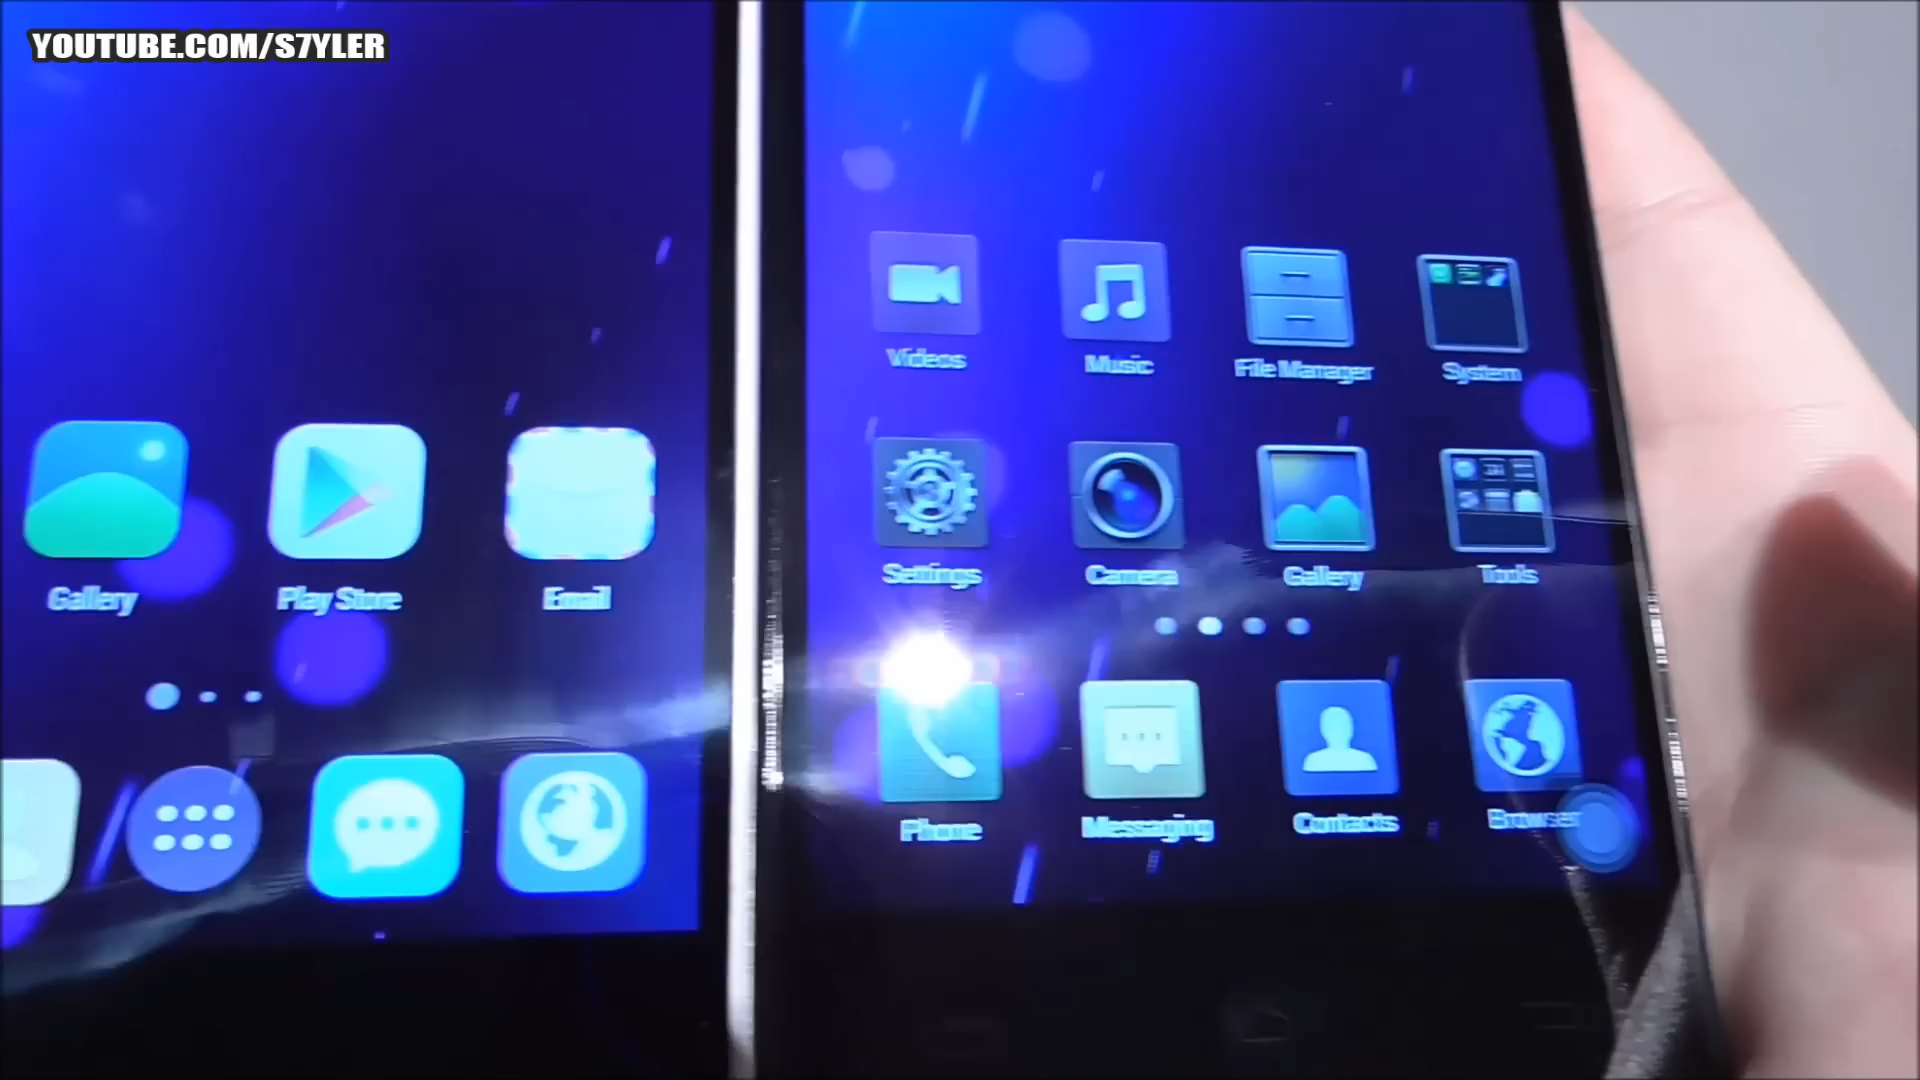 YOUTUBE.COM/S7YLER
Gallery
Play Store
Email
Videos
Music
File Manager
System
Settings
Camera
Gallery
Tools
Phone
Messaging
Contacts
Browser